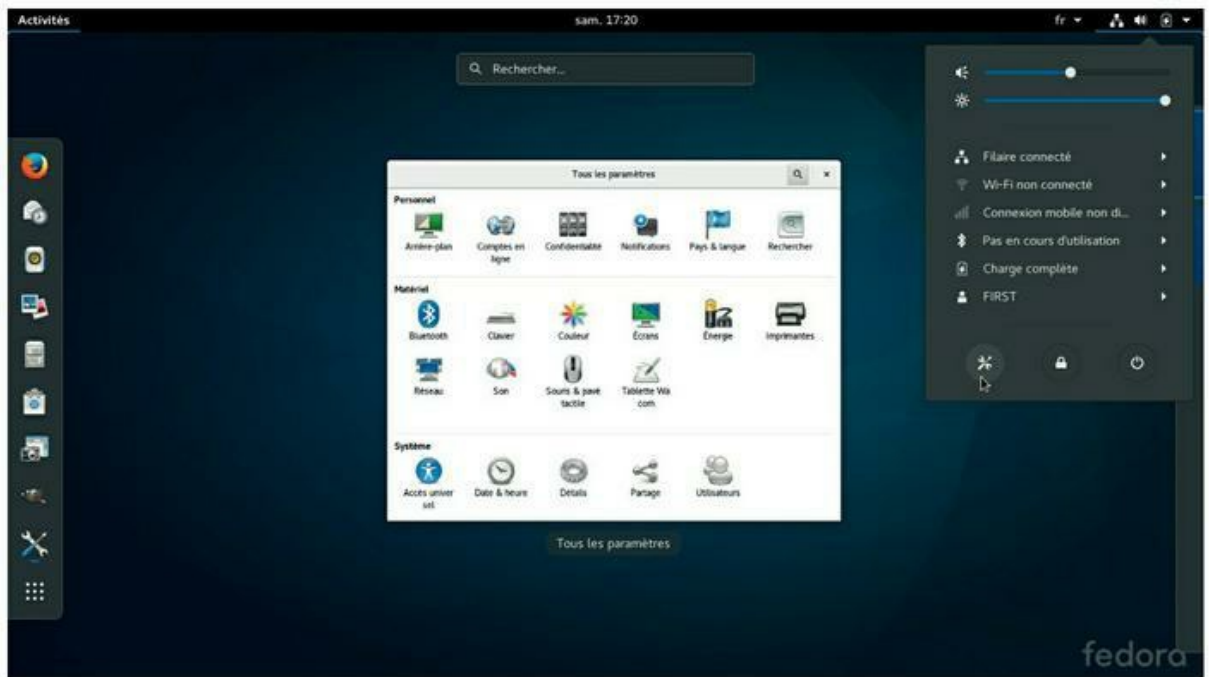 Activités
sam. 17:20
fr
Rechercher...
Tous les paramètres
Personnel
Arrière-plan
Comptes en
ligne
Confidentialité
Notifications
Pays & langue
Rechercher
Matériel
Bluetooth
Clavier
Couleur
Écrans
Énergie
Imprimantes
Réseau
Son
Souris & pavé
tactile
Tablette Wa
com
Système
Accès univer
sel
Date & heure
Détails
Partage
Utilisateurs
Tous les paramètres
Filaire connecté
Wi-Fi non connecté
Connexion mobile non di...
Pas en cours d'utilisation
Charge complète
FIRST
fedora